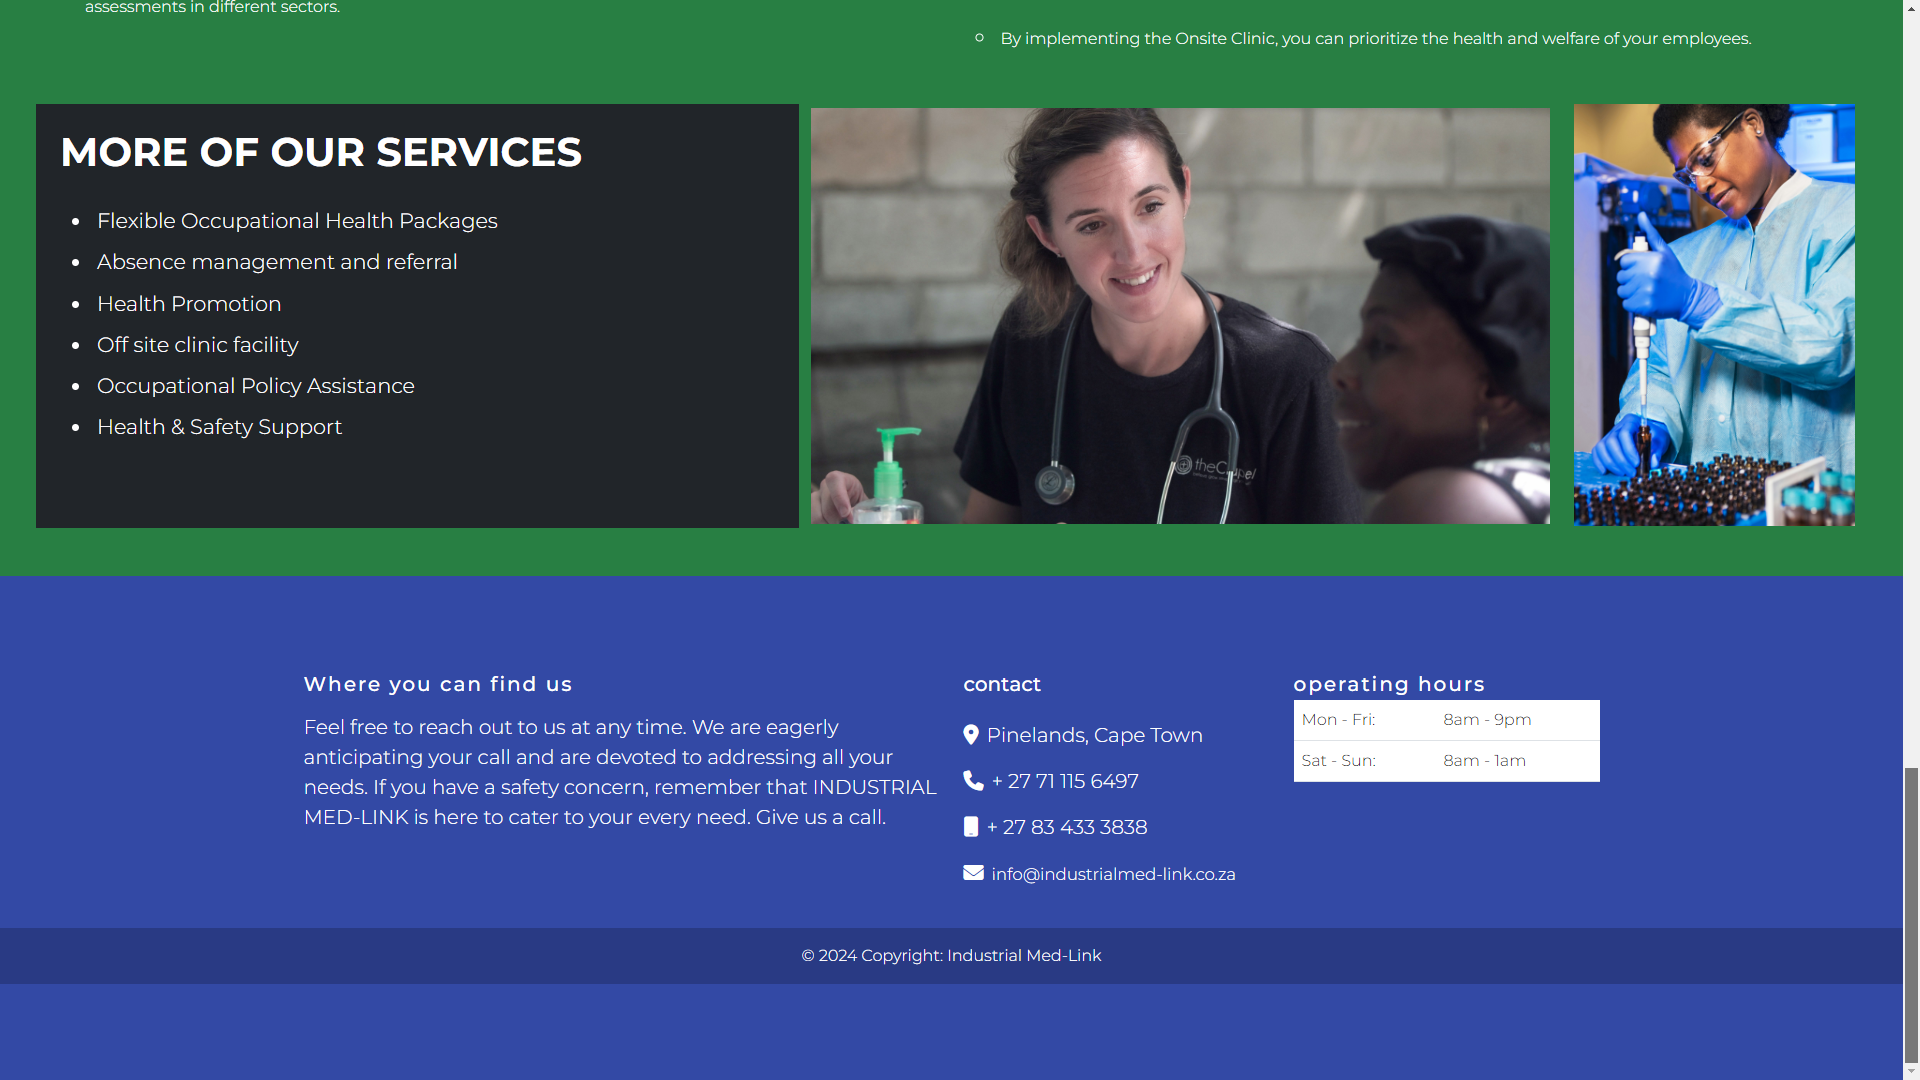 assessments in different sectors.
By implementing the Onsite Clinic, you can prioritize the health and welfare of your employees.
MORE OF OUR SERVICES
Flexible Occupational Health Packages
Absence management and referral
Health Promotion
Off site clinic facility
Occupational Policy Assistance
Health & Safety Support
Where you can find us
Feel free to reach out to us at any time. We are eagerly
anticipating your call and are devoted to addressing all your
needs. If you have a safety concern, remember that INDUSTRIAL
MED-LINK is here to cater to your every need. Give us a call.
contact
Pinelands, Cape Town
+ 27 71 115 6497
+ 27 83 433 3838
info@industrialmed-link.co.za
operating hours
Mon - Fri: 8am - 9pm
Sat - Sun: 8am - 1am
© 2024 Copyright: Industrial Med-Link